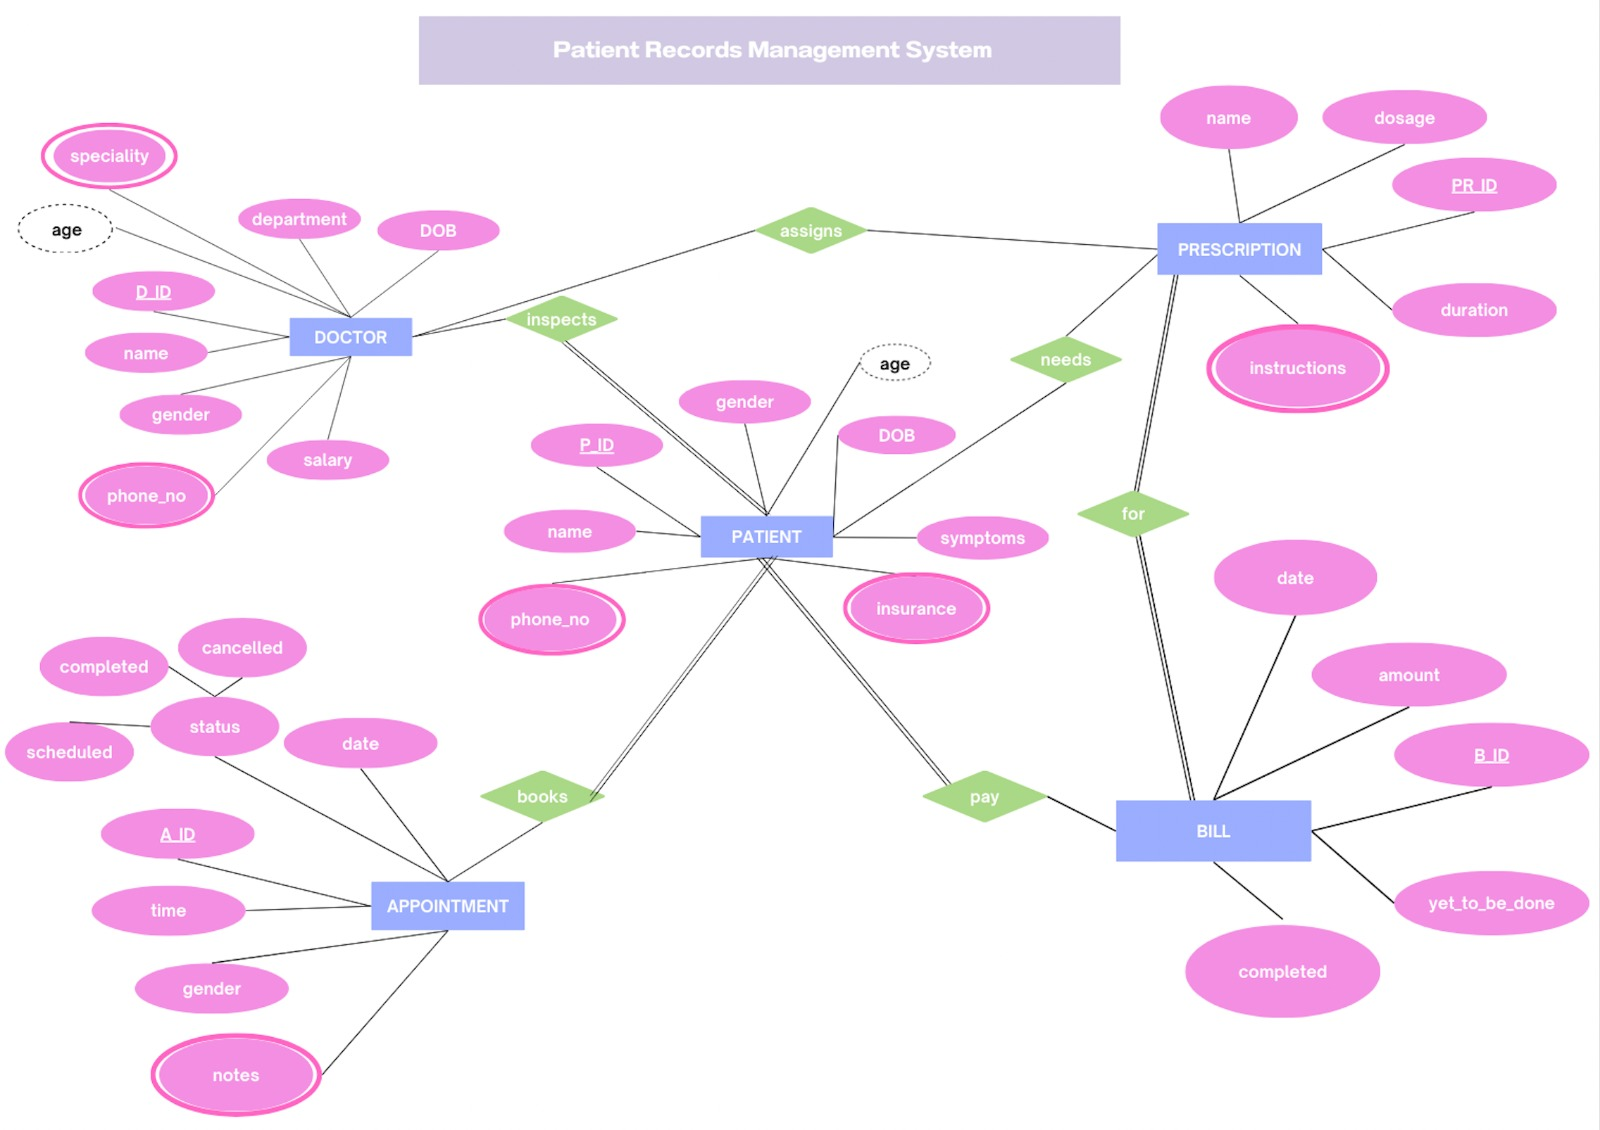 Patient Records Management System
name
dosage
speciality
PR_ID
department
DOB
age
assigns
PRESCRIPTION
D_ID
inspects
duration
DOCTOR
name
needs
age
instructions
gender
gender
DOB
P_ID
salary
phone_no
for
name
PATIENT
symptoms
date
insurance
phone_no
cancelled
completed
amount
status
date
scheduled
B_ID
books
pay
BILL
A_ID
yet_to_be_done
APPOINTMENT
time
completed
gender
notes